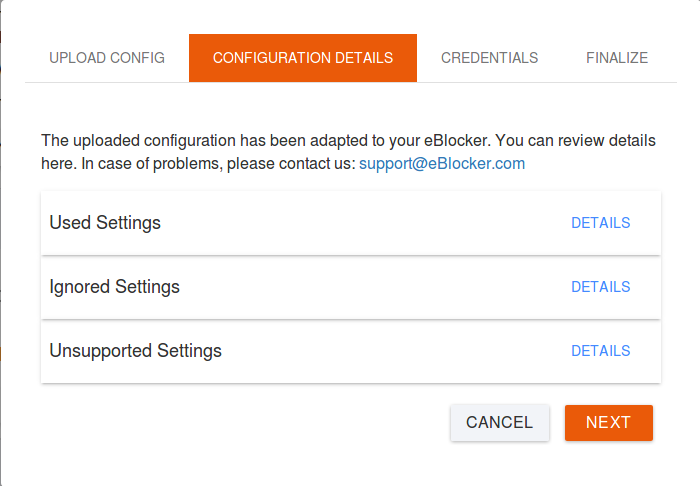 UPLOAD CONFIG
CONFIGURATION DETAILS
CREDENTIALS
FINALIZE
The uploaded configuration has been adapted to your eBlocker. You can review details
here. In case of problems, please contact us: support@eBlocker.com
Used Settings
DETAILS
Ignored Settings
DETAILS
Unsupported Settings
DETAILS
CANCEL
NEXT